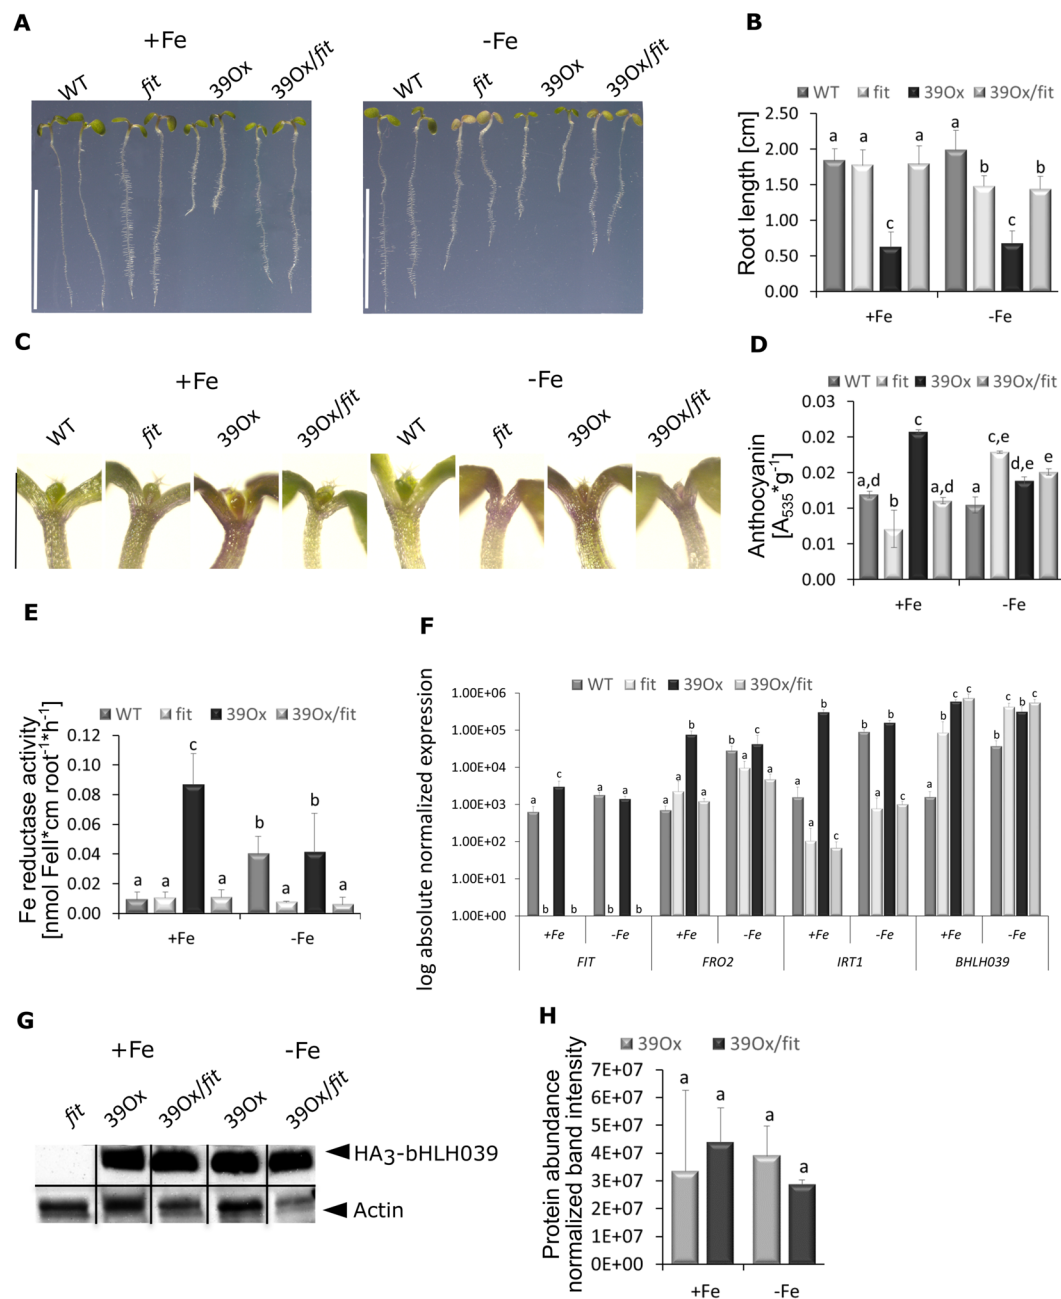 A
+Fe
-Fe
WT
fit
39Ox
39Ox/fit
WT
fit
39Ox
39Ox/fit
B
WT fit 39Ox 39Ox/fit
Root length [cm]
2.50
2.00
1.50
1.00
0.50
0.00
a a c a a b c b
+Fe -Fe
C
+Fe
-Fe
WT
fit
39Ox
39Ox/fit
WT
fit
39Ox
39Ox/fit
D
WT fit 39Ox 39Ox/fit
Anthocyanin
[A535*g-1]
0.03
0.02
0.02
0.01
0.01
0.00
a,d b c a,d a c,e d,e e
+Fe -Fe
E
WT fit 39Ox 39Ox/fit
Fe reductase activity
[nmol FeII*cm root-1*h-1]
0.12
0.10
0.08
0.06
0.04
0.02
0.00
a a c a b a b a
+Fe -Fe
F
WT fit 39Ox 39Ox/fit
log absolute normalized expression
1.00E+06
1.00E+05
1.00E+04
1.00E+03
1.00E+02
1.00E+01
1.00E+00
a b c b a b a b a a b a b a c a a a b c b a b c a b c c b c b c
+Fe -Fe +Fe -Fe +Fe -Fe +Fe -Fe
FIT FRO2 IRT1 BHLH039
G
+Fe -Fe
fit
39Ox
39Ox/fit
39Ox
39Ox/fit
HA3-bHLH039
Actin
H
39Ox 39Ox/fit
Protein abundance
normalized band intensity
7E+07
6E+07
5E+07
4E+07
3E+07
2E+07
1E+07
0E+00
a a a a
+Fe -Fe